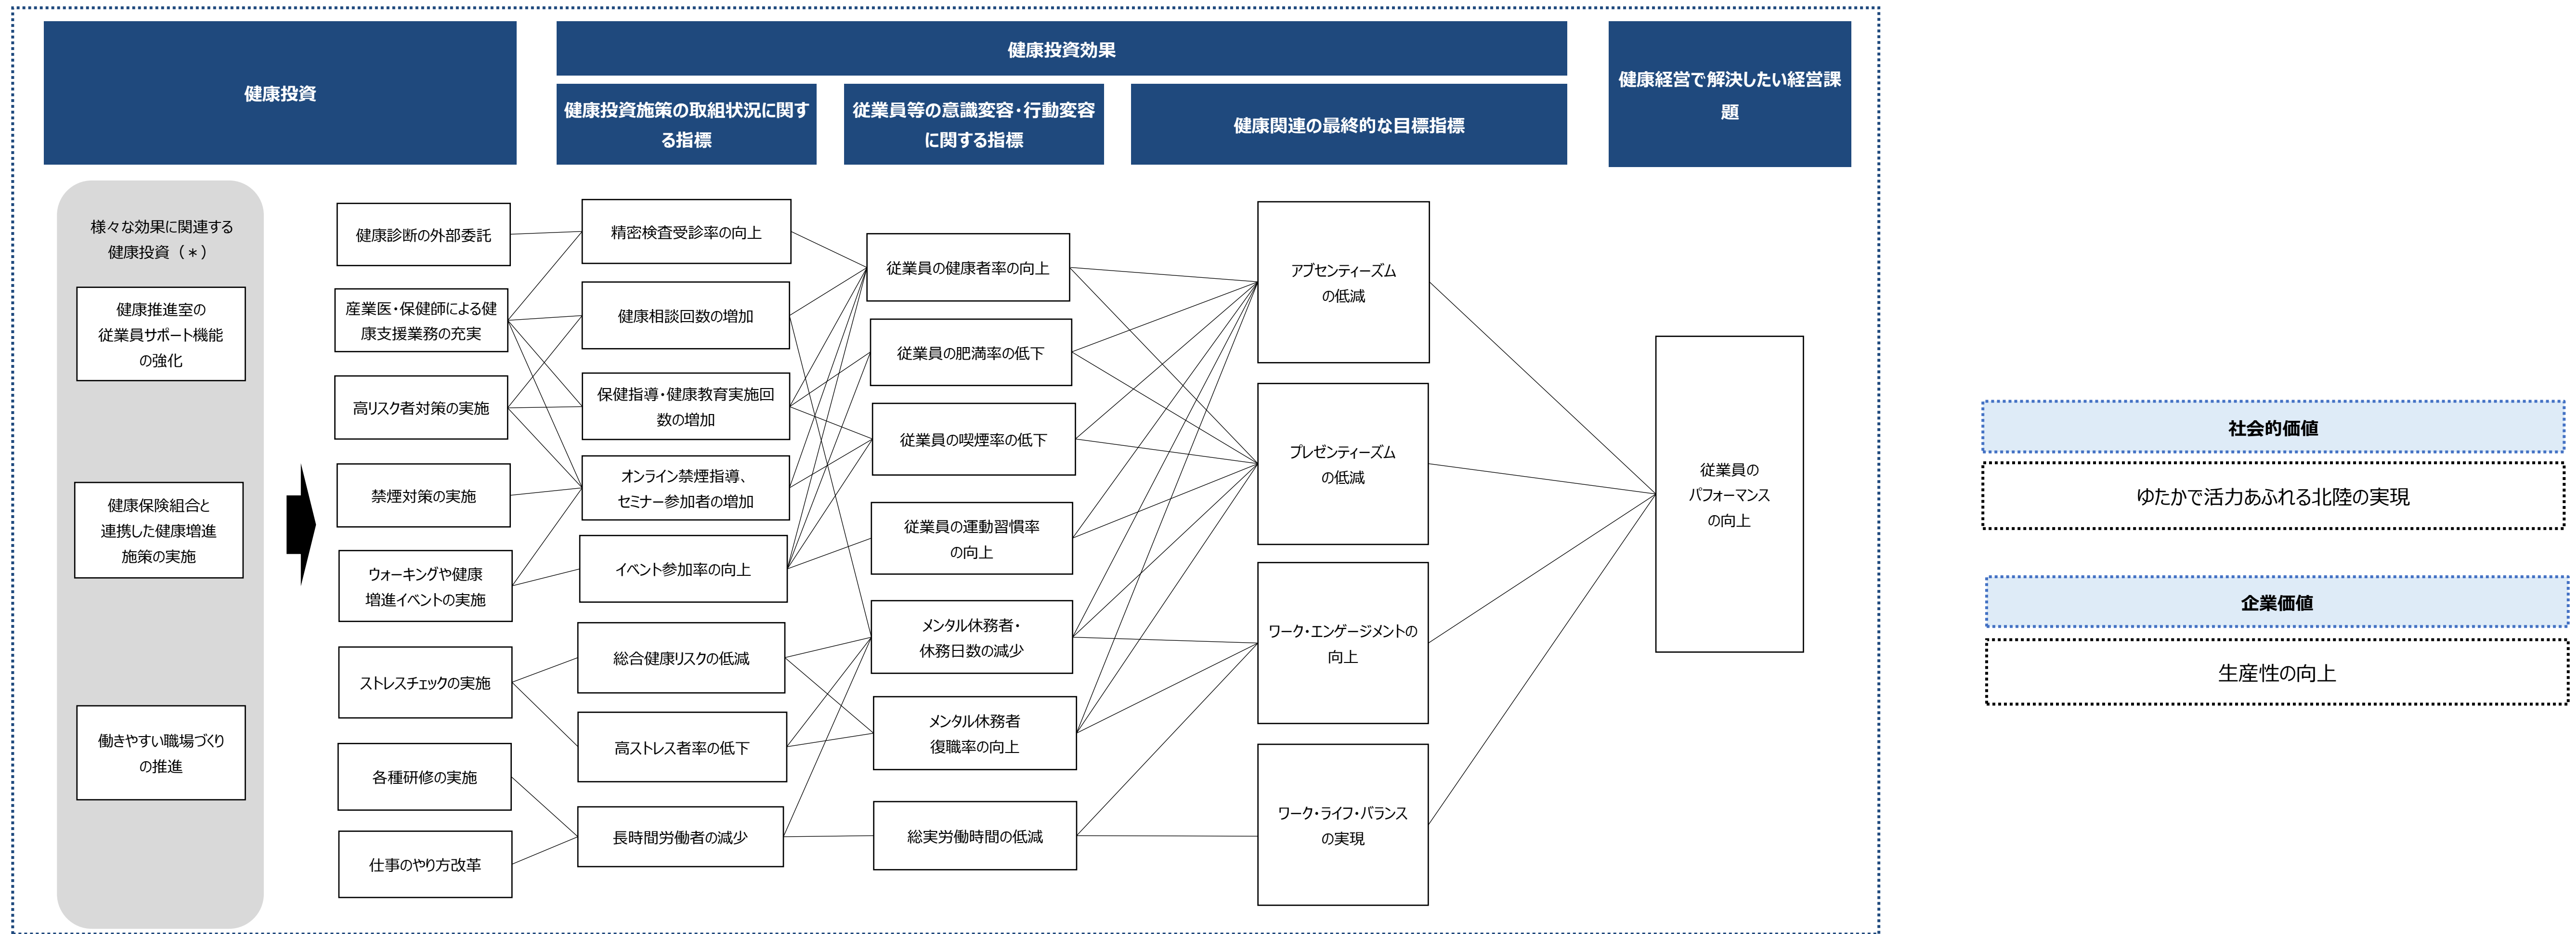 健康投資
健康投資効果
健康投資施策の取組状況に関す
る指標
従業員等の意識変容・行動変容
に関する指標
健康関連の最終的な目標指標
健康経営で解決したい経営課
題
様々な効果に関連する
健康投資（＊）
健康推進室の
従業員サポート機能
の強化
健康保険組合と
連携した健康増進
施策の実施
働きやすい職場づくり
の推進
健康診断の外部委託
産業医・保健師による健
康支援業務の充実
高リスク者対策の実施
禁煙対策の実施
ウォーキングや健康
増進イベントの実施
ストレスチェックの実施
各種研修の実施
仕事のやり方改革
精密検査受診率の向上
健康相談回数の増加
保健指導・健康教育実施回
数の増加
オンライン禁煙指導、
セミナー参加者の増加
イベント参加率の向上
総合健康リスクの低減
高ストレス者率の低下
長時間労働者の減少
従業員の健康者率の向上
従業員の肥満率の低下
従業員の喫煙率の低下
従業員の運動習慣率
の向上
メンタル休務者・
休務日数の減少
メンタル休務者
復職率の向上
総実労働時間の低減
アブセンティーズム
の低減
プレゼンティーズム
の低減
ワーク・エンゲージメントの
向上
ワーク・ライフ・バランス
の実現
従業員の
パフォーマンス
の向上
社会的価値
ゆたかで活力あふれる北陸の実現
企業価値
生産性の向上